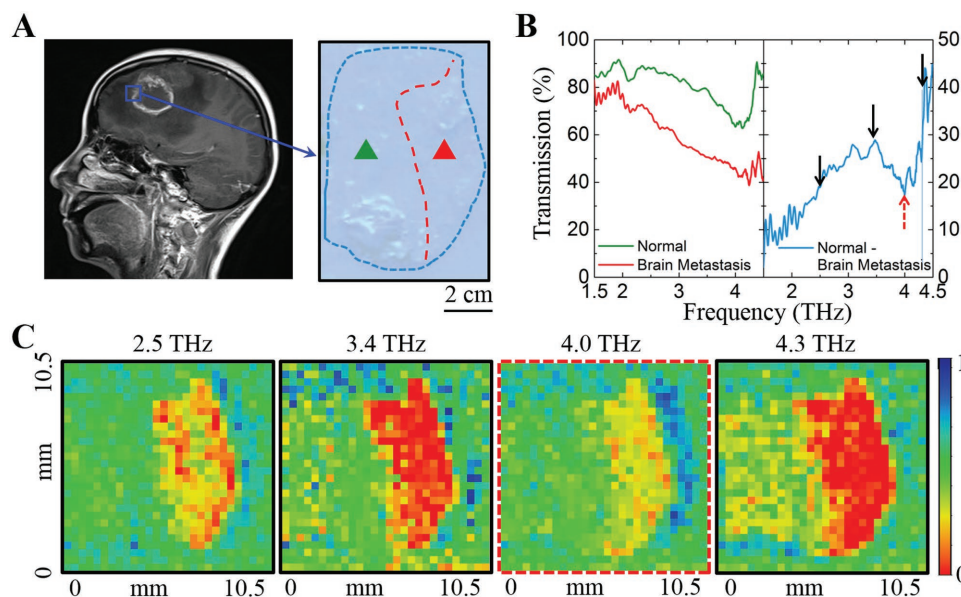 A
2 cm
B
Transmission (%)
100
80
60
40
20
0
50
40
30
20
10
0
Normal
Brain Metastasis
Normal -
Brain Metastasis
1.5 2 3 4 2 3 4 4.5
Frequency (THz)
C
2.5 THz
3.4 THz
4.0 THz
4.3 THz
10.5
mm
0
1
0
0 mm 10.5
0 mm 10.5
0 mm 10.5
0 mm 10.5